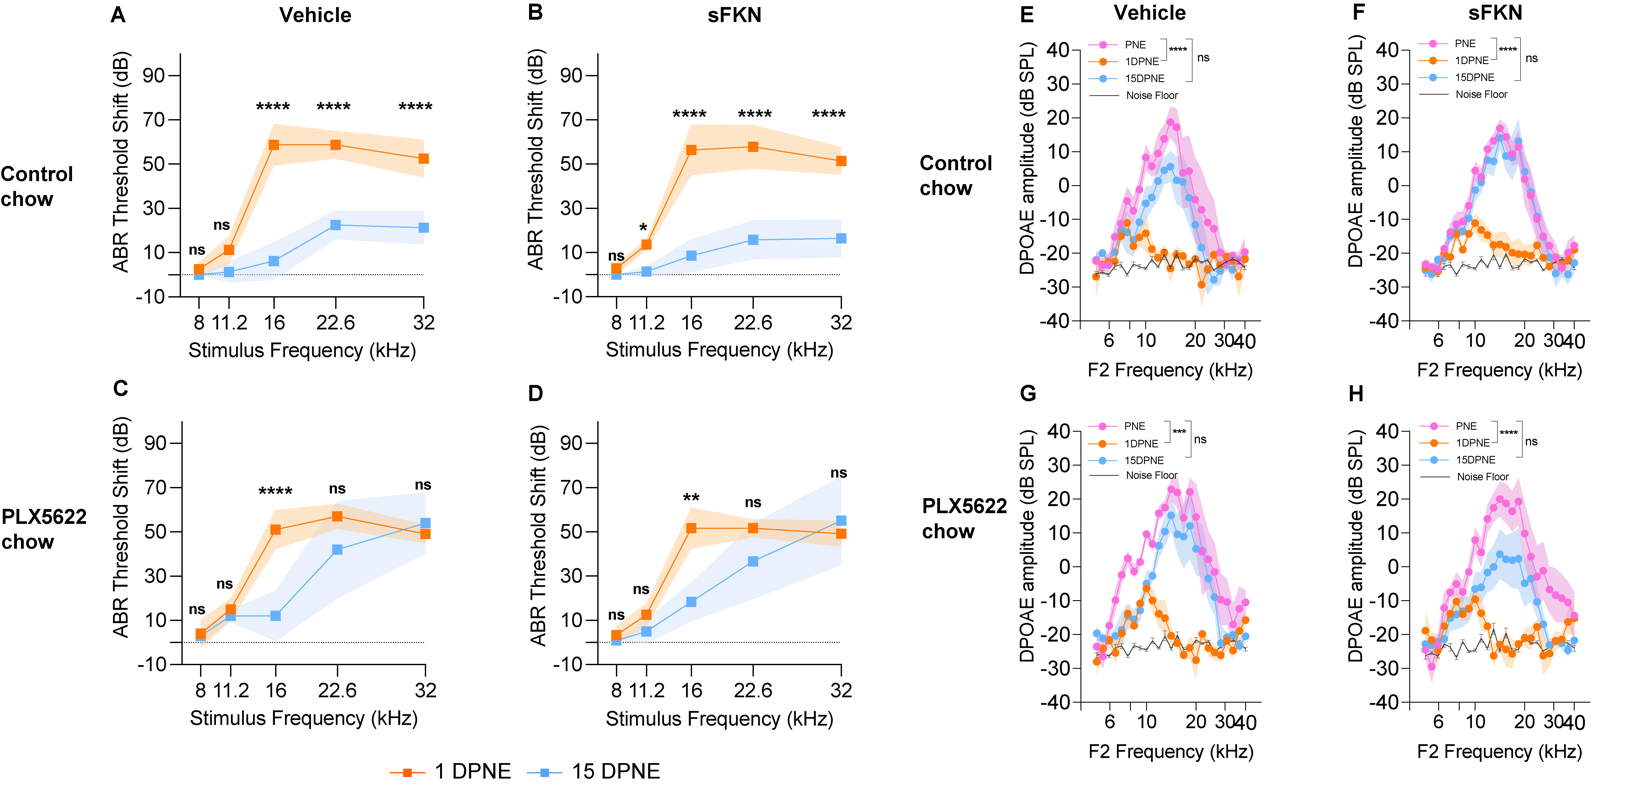 A
Vehicle
ABR Threshold Shift (dB)
90
70
50
30
10
-10
ns
ns
****
****
****
8 11.2 16 22.6 32
Stimulus Frequency (kHz)
Control
chow
B
sFKN
ABR Threshold Shift (dB)
90
70
50
30
10
-10
ns
*
****
****
****
8 11.2 16 22.6 32
Stimulus Frequency (kHz)
C
ABR Threshold Shift (dB)
90
70
50
30
10
-10
ns
ns
****
ns
ns
8 11.2 16 22.6 32
Stimulus Frequency (kHz)
PLX5622
chow
D
ABR Threshold Shift (dB)
90
70
50
30
10
-10
ns
ns
**
ns
ns
8 11.2 16 22.6 32
Stimulus Frequency (kHz)
1 DPNE 15 DPNE
E
Vehicle
DPOAE amplitude (dB SPL)
40
30
20
10
0
-10
-20
-30
-40
PNE
1DPNE
15DPNE
Noise Floor
****
ns
6 10 20 30 40
F2 Frequency (kHz)
Control
chow
F
sFKN
DPOAE amplitude (dB SPL)
40
30
20
10
0
-10
-20
-30
-40
PNE
1DPNE
15DPNE
Noise Floor
****
ns
6 10 20 30 40
F2 Frequency (kHz)
G
DPOAE amplitude (dB SPL)
40
30
20
10
0
-10
-20
-30
-40
PNE
1DPNE
15DPNE
Noise Floor
***
ns
6 10 20 30 40
F2 Frequency (kHz)
PLX5622
chow
H
DPOAE amplitude (dB SPL)
40
30
20
10
0
-10
-20
-30
-40
PNE
1DPNE
15DPNE
Noise Floor
****
ns
6 10 20 30 40
F2 Frequency (kHz)